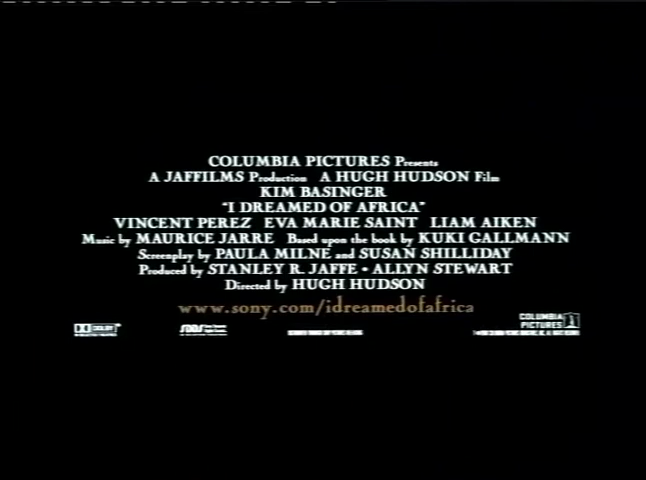 COLUMBIA PICTURES Presents
A JAFFILMS Production A HUGH HUDSON Film
KIM BASINGER
"I DREAMED OF AFRICA"
VINCENT PEREZ EVA MARIE SAINT LIAM AIKEN
Music by MAURICE JARRE Based upon the book by KUKI GALLMANN
Screenplay by PAULA MILNE and SUSAN SHILLIDAY
Produced by STANLEY R. JAFFE • ALLYN STEWART
Directed by HUGH HUDSON
www.sony.com/idreamedofafrica
DOLBY
SDDS
COLUMBIA
PICTURES